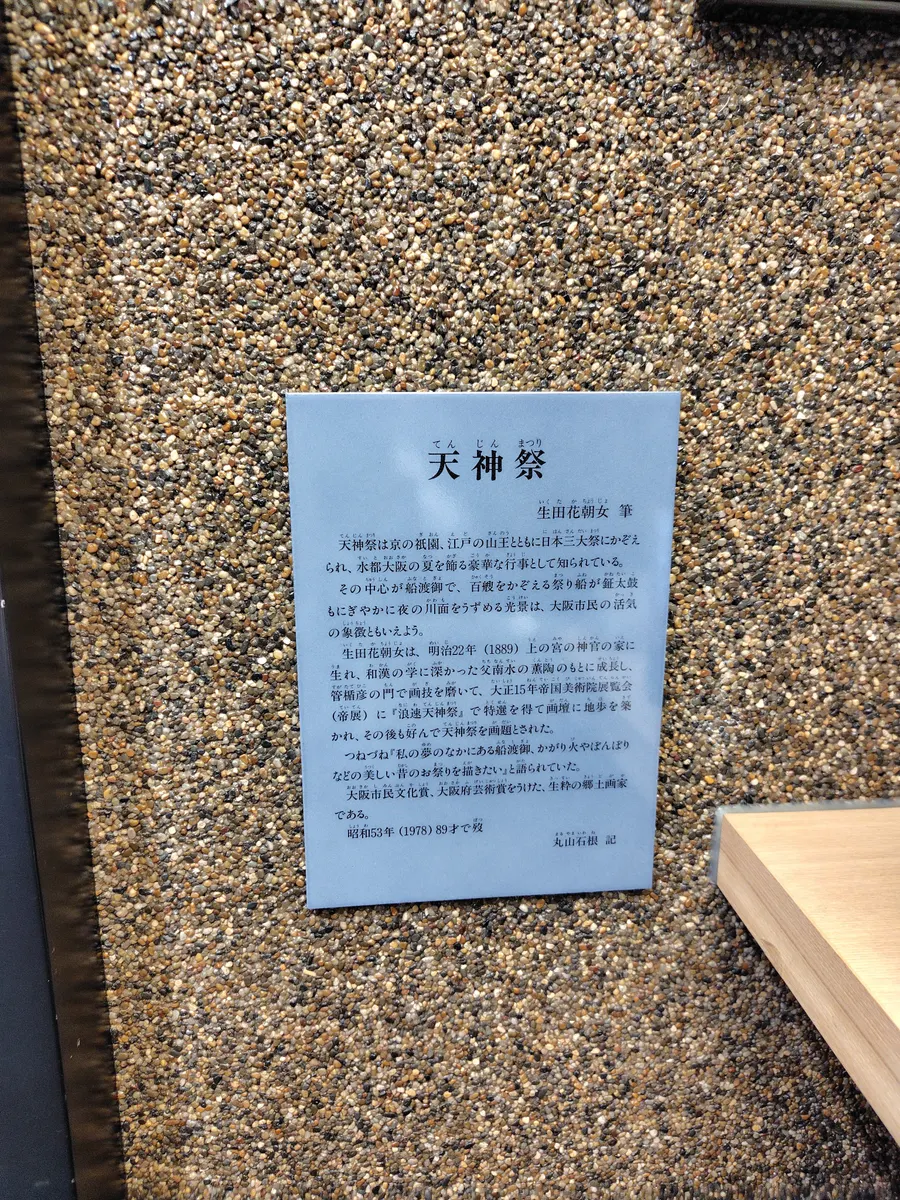 天神祭
生田花朝女 筆
天神祭は京の祇園、江戸の山王とともに日本三大祭にかぞえ
られ、水都大阪の夏を飾る豪華な行事として知られている。
その中心が船渡御で、百艘をかぞえる祭り船が鉦太鼓
もにぎやかに夜の川面をうずめる光景は、大阪市民の活気
の象徴ともいえよう。
生田花朝女は、明治22年(1889)上の宮の神官の家に
生れ、和漢の学に深かった父南水の薫陶のもとに成長し、
管楯彦の門で画技を磨いて、大正15年帝国美術院展覧会
(帝展)に『浪速天神祭』で特選を得て画壇に地歩を築
かれ、その後も好んで天神祭を画題とされた。
つねづね『私の夢のなかにある船渡御、かがり火やぼんぼり
などの美しい昔のお祭りを描きたい』と語られていた。
大阪市民文化賞、大阪府芸術賞をうけた、生粋の郷土画家
である。
昭和53年(1978)89才で歿
丸山石根 記